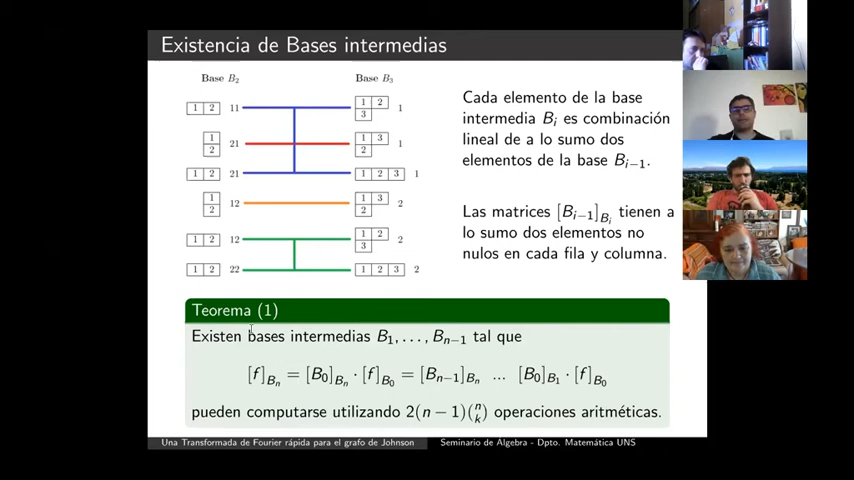 Existencia de Bases intermedias
Base B₂
Base B₃
1 2 11
1 2
3
1
1
2
21
1 3
2
1
1 2 21
1 2 3 1
1
2
12
1 3
2
2
1 2 12
1 2
3
2
1 2 22
1 2 3 2
Cada elemento de la base
intermedia Bᵢ es combinación
lineal de a lo sumo dos
elementos de la base Bᵢ₋₁.
Las matrices [Bᵢ₋₁]_{Bᵢ} tienen a
lo sumo dos elementos no
nulos en cada fila y columna.
Teorema (1)
Existen bases intermedias B₁, . . . , Bₙ₋₁ tal que
[f]_{Bₙ} = [B₀]_{Bₙ} · [f]_{B₀} = [Bₙ₋₁]_{Bₙ} ... [B₀]_{B₁} · [f]_{B₀}
pueden computarse utilizando 2(n − 1)(n k) operaciones aritméticas.
Una Transformada de Fourier rápida para el grafo de Johnson
Seminario de Álgebra - Dpto. Matemática UNS